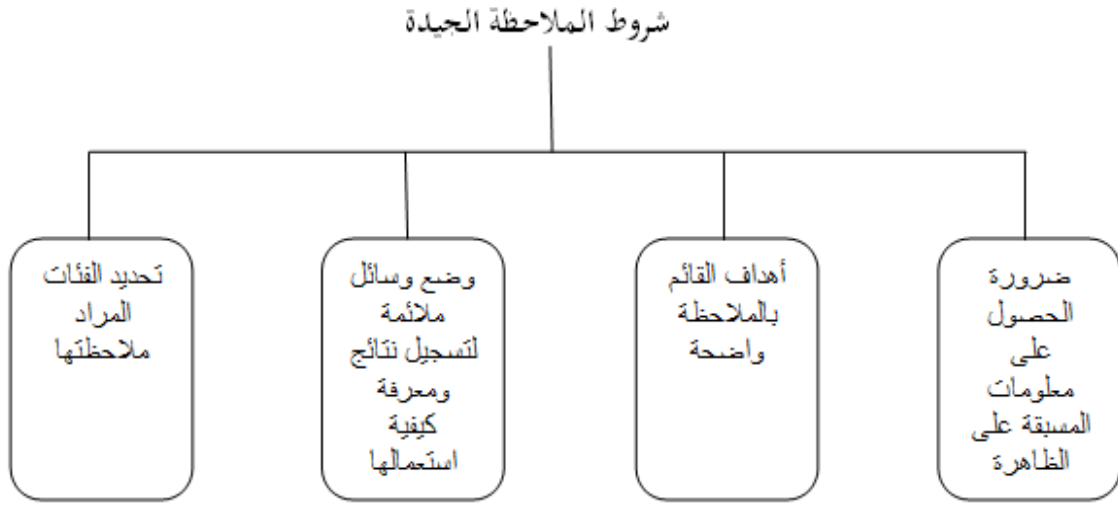 شروط الملاحظة الجيدة
ضرورة
الحصول
على
معلومات
المسبقة على
الظاهرة
أهداف القائم
بالملاحظة
واضحة
وضع وسائل
ملائمة
لتسجيل نتائج
ومعرفة
كيفية
استعمالها
تحديد الفئات
المراد
ملاحظتها